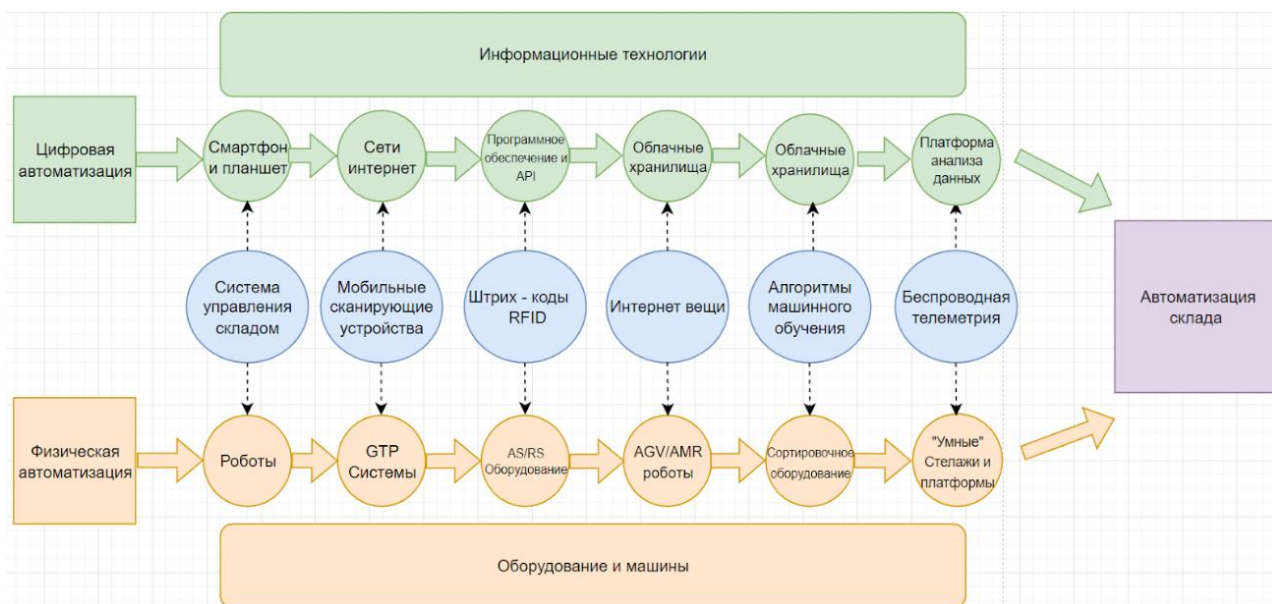 Информационные технологии
Цифровая
автоматизация
Смартфон
и планшет
Сети
интернет
Программное
обеспечение и
API
Облачные
хранилища
Облачные
хранилища
Платформа
анализа
данных
Система
управления
складом
Мобильные
сканирующие
устройства
Штрих - коды
RFID
Интернет вещи
Алгоритмы
машинного
обучения
Беспроводная
телеметрия
Автоматизация
склада
Физическая
автоматизация
Роботы
GTP
Системы
AS/RS
Оборудование
AGV/AMR
роботы
Сортировочное
оборудование
"Умные"
Стелажи и
платформы
Оборудование и машины